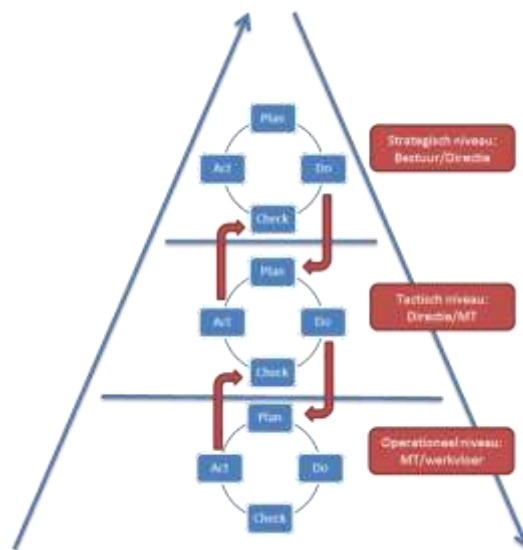 Plan
Strategisch niveau:
Bestuur/Directie
Act
Do
Check
Plan
Tactisch niveau:
Directie/MT
Act
Do
Check
Plan
Operationeel niveau:
MT/werkvloer
Act
Do
Check